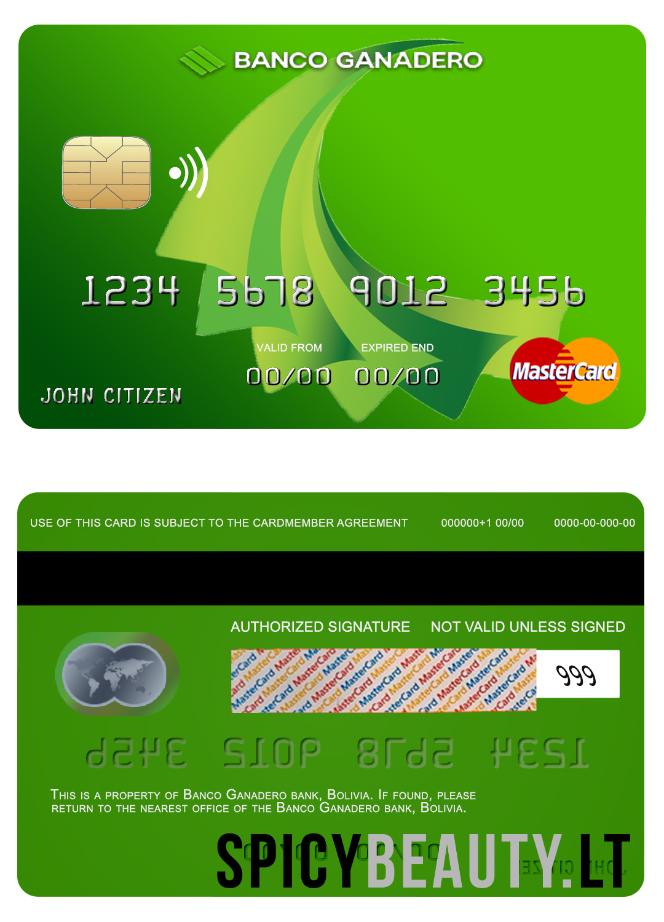 BANCO GANADERO
1234 5678 9012 3456
VALID FROM EXPIRED END
00/00 00/00
JOHN CITIZEN
MasterCard
USE OF THIS CARD IS SUBJECT TO THE CARDMEMBER AGREEMENT 000000+1 00/00 0000-00-000-00
AUTHORIZED SIGNATURE NOT VALID UNLESS SIGNED
999
THIS IS A PROPERTY OF BANCO GANADERO BANK, BOLIVIA. IF FOUND, PLEASE
RETURN TO THE NEAREST OFFICE OF THE BANCO GANADERO BANK, BOLIVIA.
SPICYBEAUTY.LT